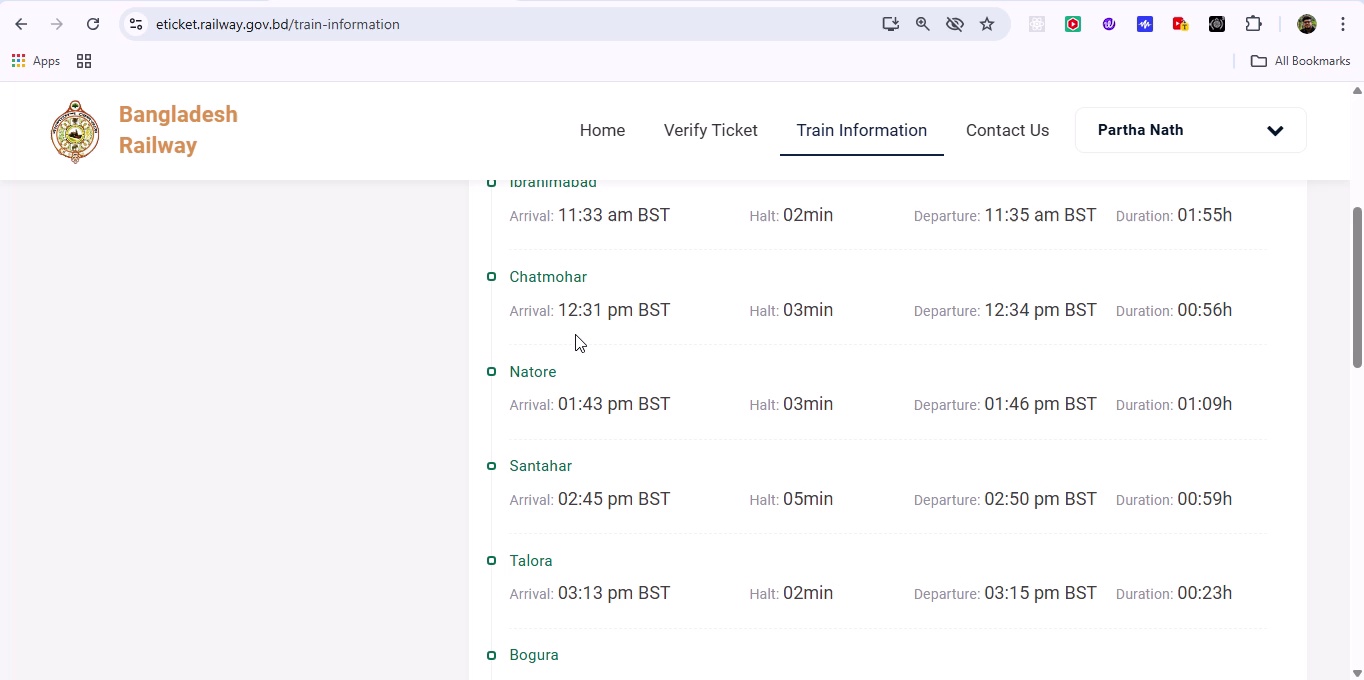 eticket.railway.gov.bd/train-information
Apps
All Bookmarks
Bangladesh
Railway
Home
Verify Ticket
Train Information
Contact Us
Partha Nath
Ibrahimabad
Arrival: 11:33 am BST Halt: 02min Departure: 11:35 am BST Duration: 01:55h
Chatmohar
Arrival: 12:31 pm BST Halt: 03min Departure: 12:34 pm BST Duration: 00:56h
Natore
Arrival: 01:43 pm BST Halt: 03min Departure: 01:46 pm BST Duration: 01:09h
Santahar
Arrival: 02:45 pm BST Halt: 05min Departure: 02:50 pm BST Duration: 00:59h
Talora
Arrival: 03:13 pm BST Halt: 02min Departure: 03:15 pm BST Duration: 00:23h
Bogura